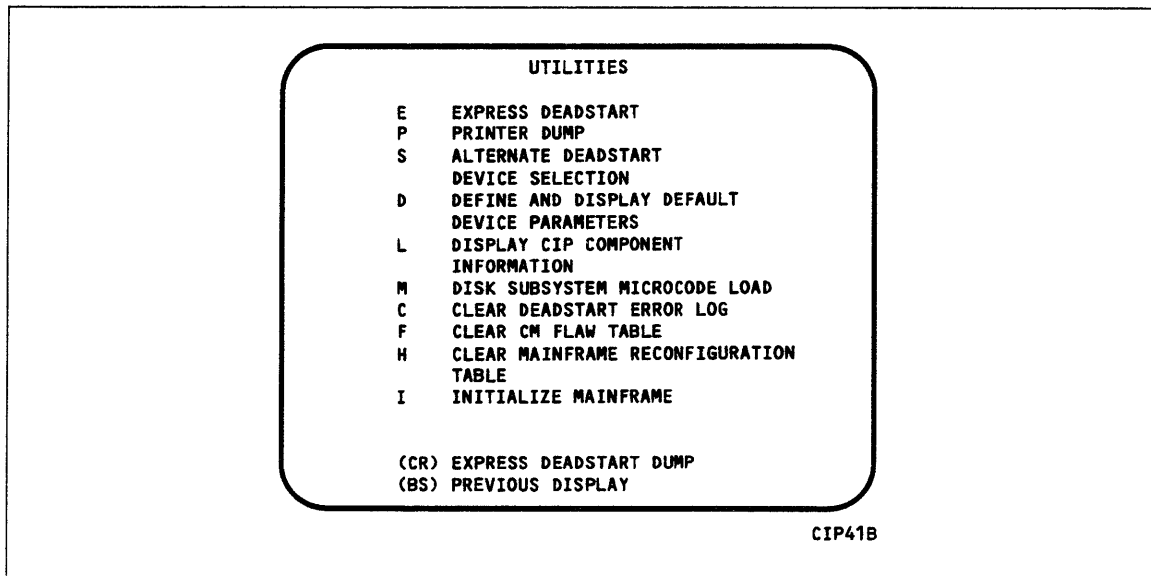 UTILITIES
E EXPRESS DEADSTART
P PRINTER DUMP
S ALTERNATE DEADSTART
DEVICE SELECTION
D DEFINE AND DISPLAY DEFAULT
DEVICE PARAMETERS
L DISPLAY CIP COMPONENT
INFORMATION
M DISK SUBSYSTEM MICROCODE LOAD
C CLEAR DEADSTART ERROR LOG
F CLEAR CM FLAW TABLE
H CLEAR MAINFRAME RECONFIGURATION
TABLE
I INITIALIZE MAINFRAME
(CR) EXPRESS DEADSTART DUMP
(BS) PREVIOUS DISPLAY
CIP41B